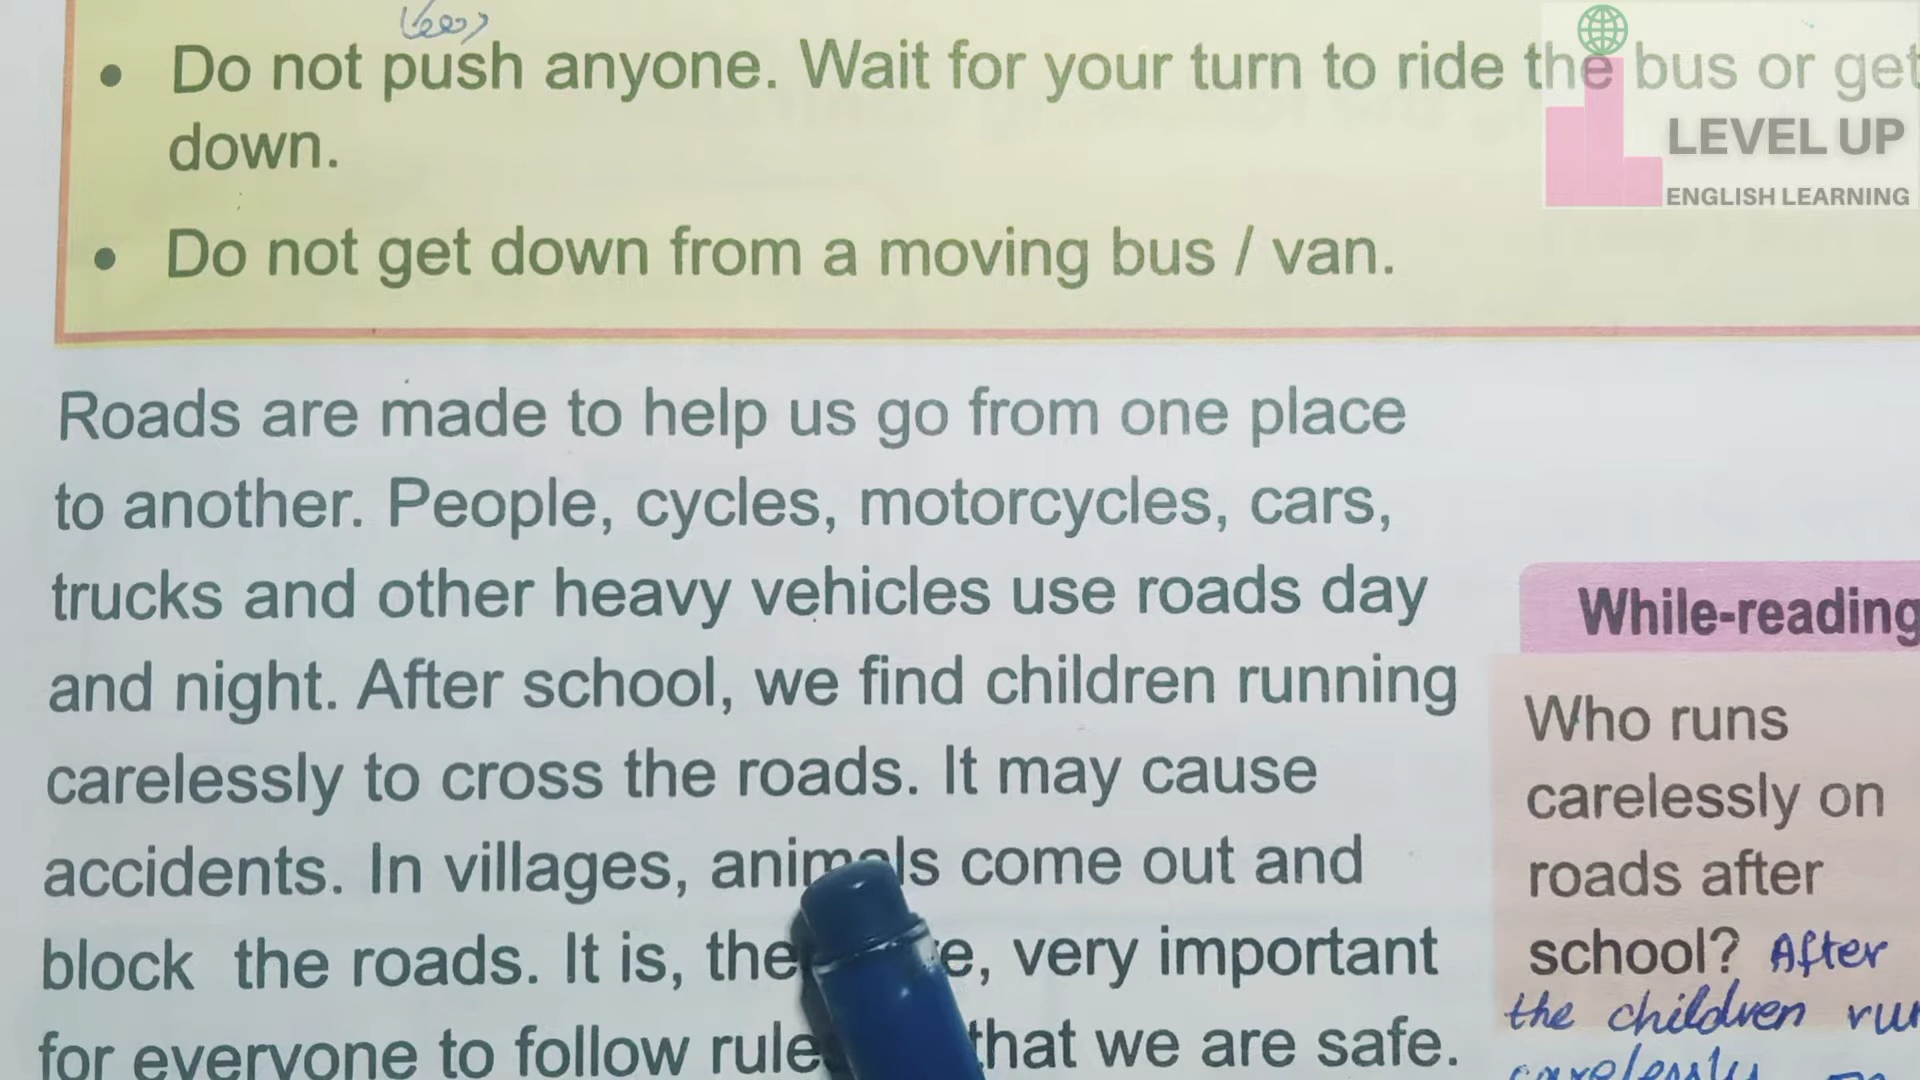 Do not push anyone. Wait for your turn to ride the bus or get
down.
Do not get down from a moving bus / van.
LEVEL UP
ENGLISH LEARNING
Roads are made to help us go from one place
to another. People, cycles, motorcycles, cars,
trucks and other heavy vehicles use roads day
and night. After school, we find children running
carelessly to cross the roads. It may cause
accidents. In villages, animals come out and
block the roads. It is, very important
for everyone to follow that we are safe.
While-reading
Who runs
carelessly on
roads after
school? After
the children
carelessly